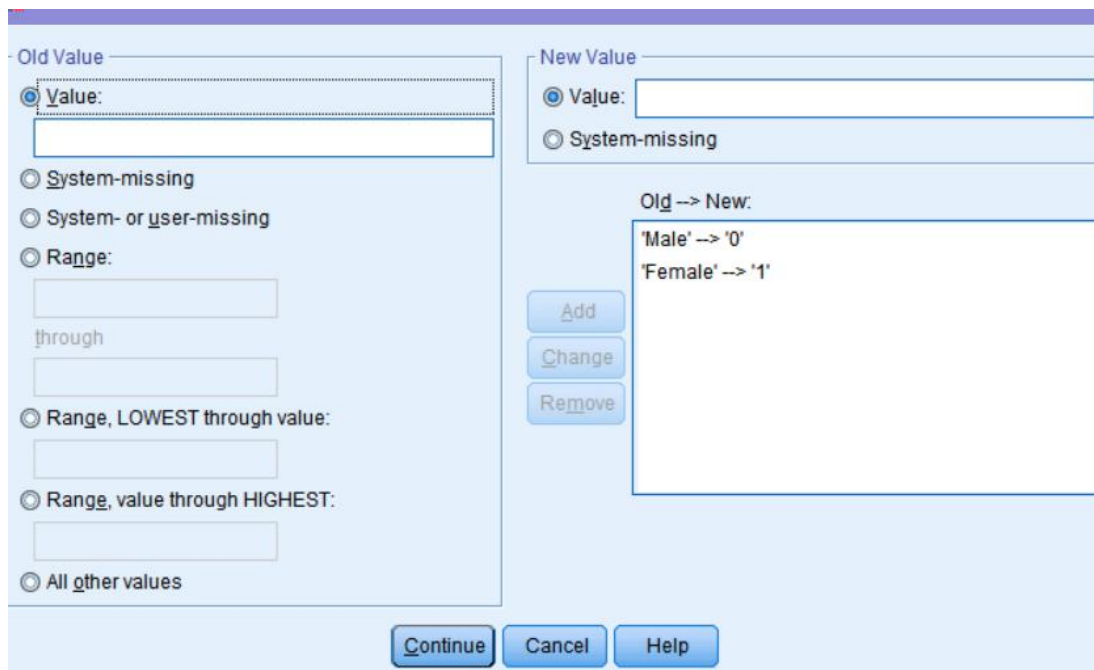 Old Value
Value:
System-missing
System- or user-missing
Range:
through
Range, LOWEST through value:
Range, value through HIGHEST:
All other values
New Value
Value:
System-missing
Old --> New:
'Male' --> '0'
'Female' --> '1'
Add
Change
Remove
Continue Cancel Help